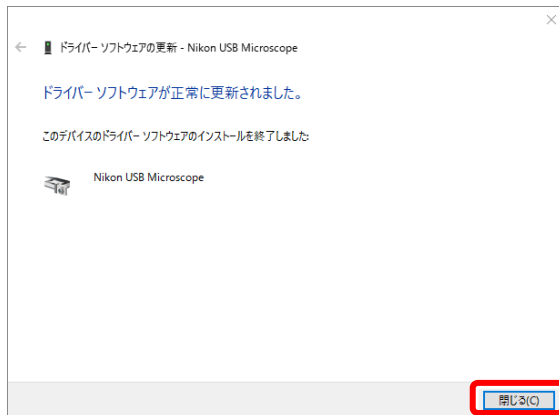 ドライバー ソフトウェアの更新 - Nikon USB Microscope
ドライバー ソフトウェアが正常に更新されました。
このデバイスのドライバー ソフトウェアのインストールを終了しました:
Nikon USB Microscope
閉じる(C)